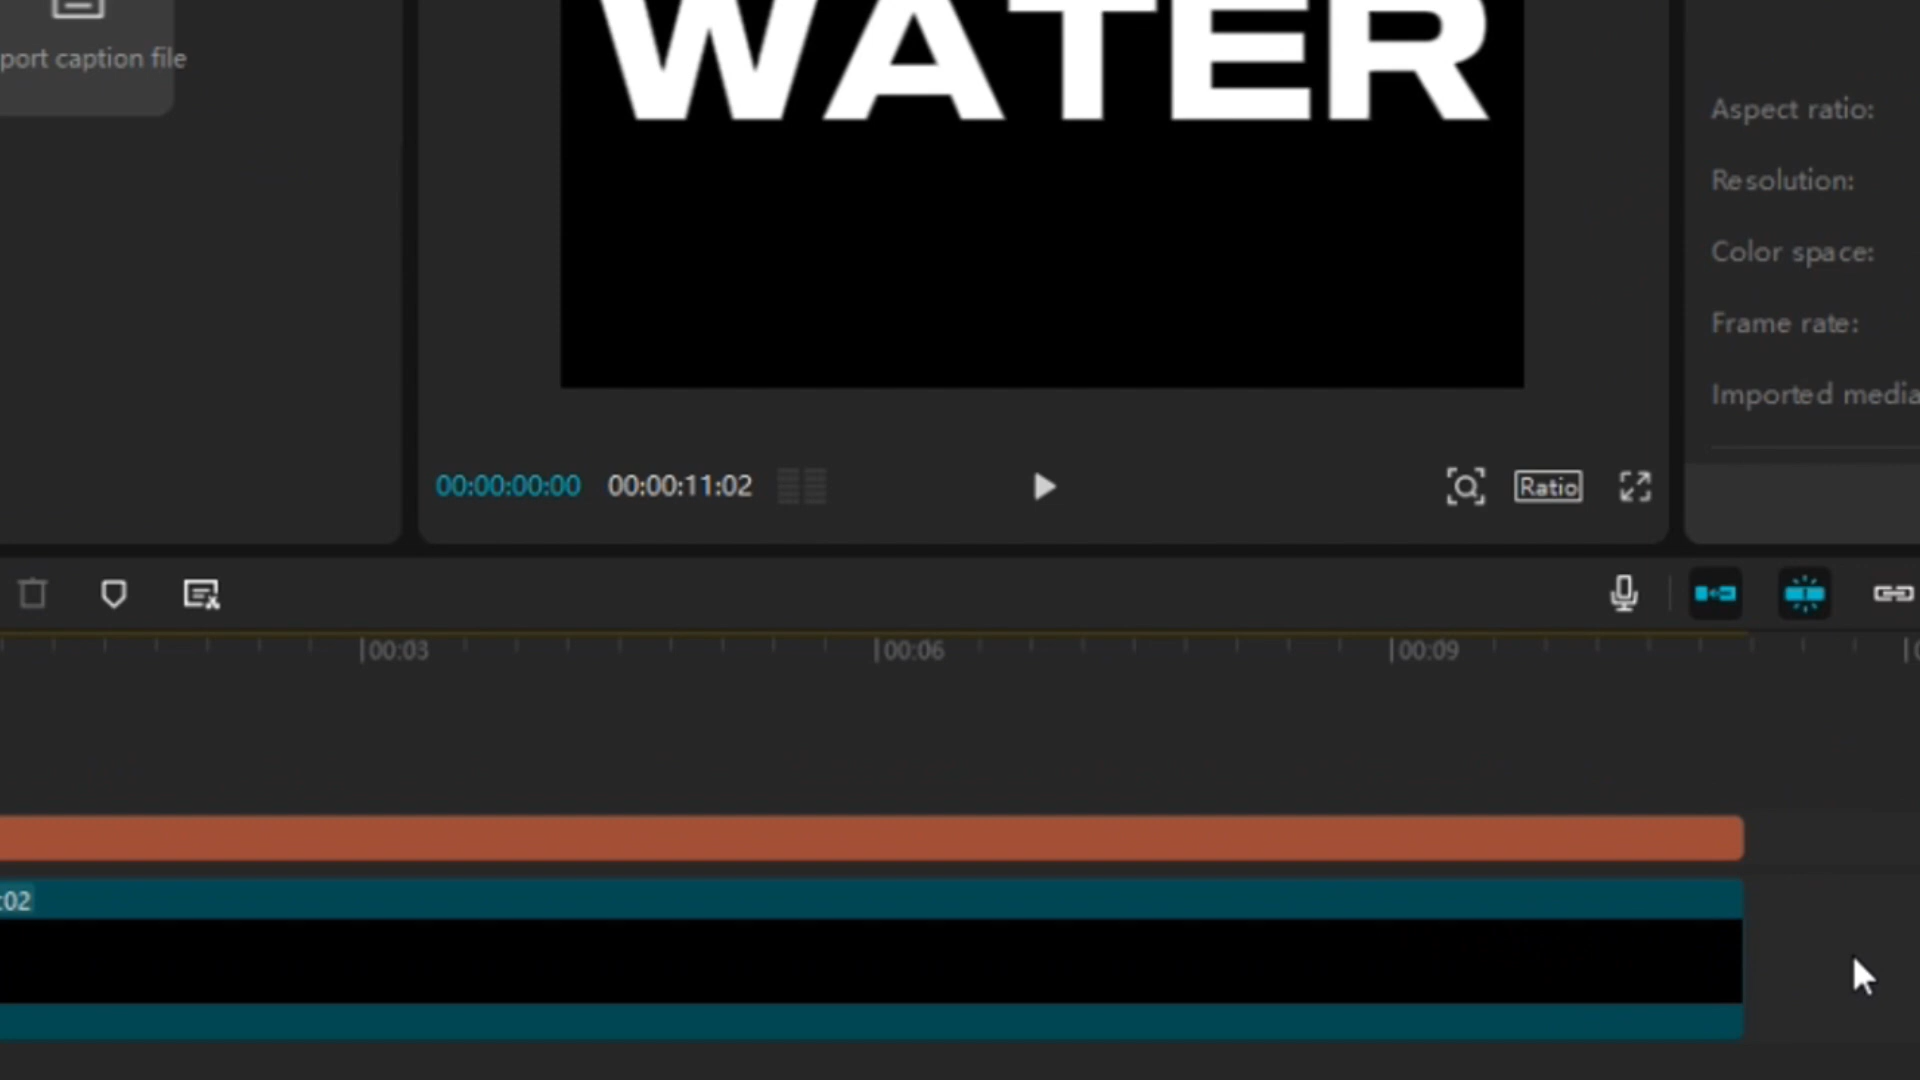 WATER
port caption file
Aspect ratio:
Resolution:
Color space:
Frame rate:
Imported media
00:00:00:00 00:00:11:02
Ratio
00:03 00:06 00:09
:02